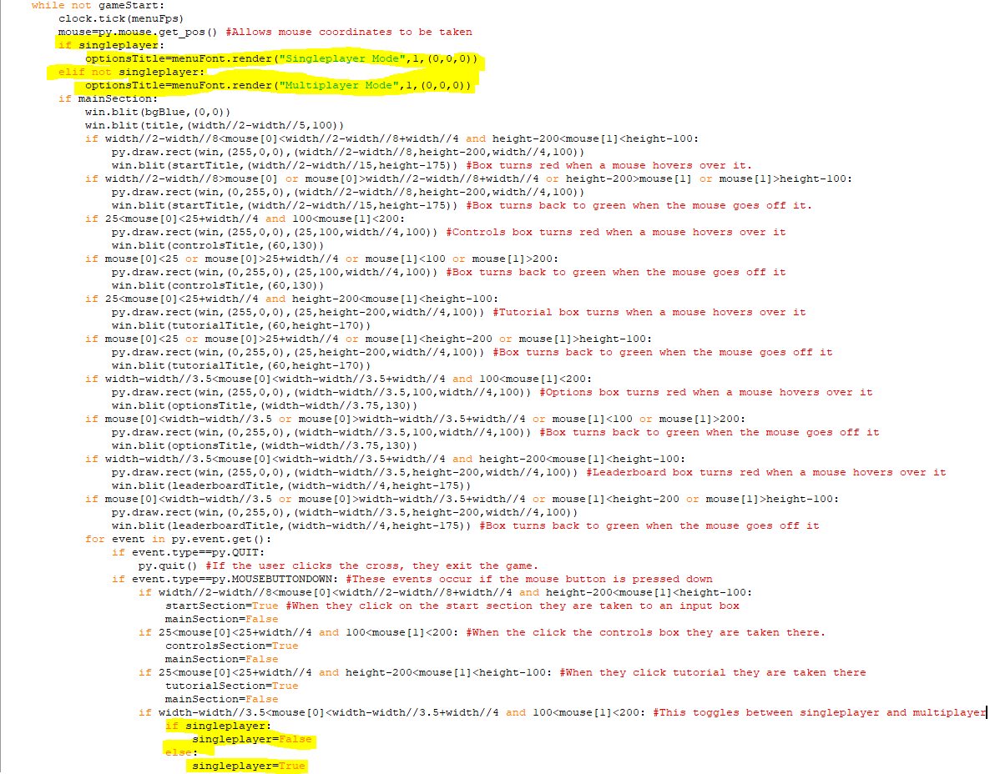 while not gameStart:
    clock.tick(menuFps)
    mouse=py.mouse.get_pos() #Allows mouse coordinates to be taken
    if singleplayer:
        optionsTitle=menuFont.render("Singleplayer Mode",1,(0,0,0))
    elif not singleplayer:
        optionsTitle=menuFont.render("Multiplayer Mode",1,(0,0,0))
    if mainSection:
        win.blit(bgBlue,(0,0))
        win.blit(title,(width//2-width//5,100))
        if width//2-width//8<mouse[0]<width//2-width//8+width//4 and height-200<mouse[1]<height-100:
            py.draw.rect(win,(255,0,0),(width//2-width//8,height-200,width//4,100))
            win.blit(startTitle,(width//2-width//15,height-175)) #Box turns red when a mouse hovers over it.
        if width//2-width//8>mouse[0] or mouse[0]>width//2-width//8+width//4 or height-200>mouse[1] or mouse[1]>height-100:
            py.draw.rect(win,(0,255,0),(width//2-width//8,height-200,width//4,100))
            win.blit(startTitle,(width//2-width//15,height-175)) #Box turns back to green when the mouse goes off it.
        if 25<mouse[0]<25+width//4 and 100<mouse[1]<200:
            py.draw.rect(win,(255,0,0),(25,100,width//4,100)) #Controls box turns red when a mouse hovers over it
            win.blit(controlsTitle,(60,130))
        if mouse[0]<25 or mouse[0]>25+width//4 or mouse[1]<100 or mouse[1]>200:
            py.draw.rect(win,(0,255,0),(25,100,width//4,100)) #Box turns back to green when the mouse goes off it
            win.blit(controlsTitle,(60,130))
        if 25<mouse[0]<25+width//4 and height-200<mouse[1]<height-100:
            py.draw.rect(win,(255,0,0),(25,height-200,width//4,100)) #Tutorial box turns when a mouse hovers over it
            win.blit(tutorialTitle,(60,height-170))
        if mouse[0]<25 or mouse[0]>25+width//4 or mouse[1]<height-200 or mouse[1]>height-100:
            py.draw.rect(win,(0,255,0),(25,height-200,width//4,100)) #Box turns back to green when the mouse goes off it
            win.blit(tutorialTitle,(60,height-170))
        if width-width//3.5<mouse[0]<width-width//3.5+width//4 and 100<mouse[1]<200:
            py.draw.rect(win,(255,0,0),(width-width//3.5,100,width//4,100)) #Options box turns red when a mouse hovers over it
            win.blit(optionsTitle,(width-width//3.75,130))
        if mouse[0]<width-width//3.5 or mouse[0]>width-width//3.5+width//4 or mouse[1]<100 or mouse[1]>200:
            py.draw.rect(win,(0,255,0),(width-width//3.5,100,width//4,100)) #Box turns back to green when the mouse goes off it
            win.blit(optionsTitle,(width-width//3.75,130))
        if width-width//3.5<mouse[0]<width-width//3.5+width//4 and height-200<mouse[1]<height-100:
            py.draw.rect(win,(255,0,0),(width-width//3.5,height-200,width//4,100)) #Leaderboard box turns red when a mouse hovers over it
            win.blit(leaderboardTitle,(width-width//4,height-175))
        if mouse[0]<width-width//3.5 or mouse[0]>width-width//3.5+width//4 or mouse[1]<height-200 or mouse[1]>height-100:
            py.draw.rect(win,(0,255,0),(width-width//3.5,height-200,width//4,100))
            win.blit(leaderboardTitle,(width-width//4,height-175)) #Box turns back to green when the mouse goes off it
        for event in py.event.get():
            if event.type==py.QUIT:
                py.quit() #If the user clicks the cross, they exit the game.
            if event.type==py.MOUSEBUTTONDOWN: #These events occur if the mouse button is pressed down
                if width//2-width//8<mouse[0]<width//2-width//8+width//4 and height-200<mouse[1]<height-100:
                    startSection=True #When they click on the start section they are taken to an input box
                    mainSection=False
                if 25<mouse[0]<25+width//4 and 100<mouse[1]<200: #When the click the controls box they are taken there.
                    controlsSection=True
                    mainSection=False
                if 25<mouse[0]<25+width//4 and height-200<mouse[1]<height-100: #When they click tutorial they are taken there
                    tutorialSection=True
                    mainSection=False
                if width-width//3.5<mouse[0]<width-width//3.5+width//4 and 100<mouse[1]<200: #This toggles between singleplayer and multiplayer
                    if singleplayer:
                        singleplayer=False
                    else:
                        singleplayer=True